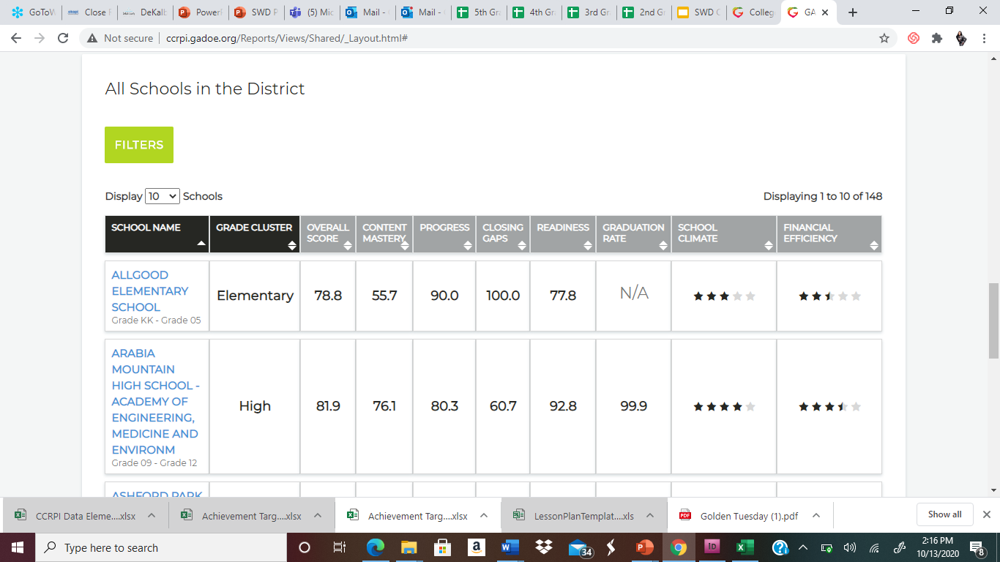 GoToW
Close F
DeKalb
PowerF
SWD P
(5) Mic
Mail -
Mail -
5th Gra
4th Gra
3rd Gra
2nd G
SWD C
Colleg
GA
Not secure
ccrpi.gadoe.org/Reports/Views/Shared/_Layout.html#
All Schools in the District
FILTERS
Display 10 Schools
Displaying 1 to 10 of 148
SCHOOL NAME
GRADE CLUSTER
OVERALL
SCORE
CONTENT
MASTERY
PROGRESS
CLOSING
GAPS
READINESS
GRADUATION
RATE
SCHOOL
CLIMATE
FINANCIAL
EFFICIENCY
ALLGOOD
ELEMENTARY
SCHOOL
Grade KK - Grade 05
Elementary
78.8
55.7
90.0
100.0
77.8
N/A
ARABIA
MOUNTAIN
HIGH SCHOOL -
ACADEMY OF
ENGINEERING,
MEDICINE AND
ENVIRONM
Grade 09 - Grade 12
High
81.9
76.1
80.3
60.7
92.8
99.9
ASHFORD PARK
CCRPI Data Eleme....xlsx
Achievement Targ....xlsx
Achievement Targ....xlsx
LessonPlanTemplat....xls
Golden Tuesday (1).pdf
Show all
Type here to search
34
2:16 PM
10/13/2020
8